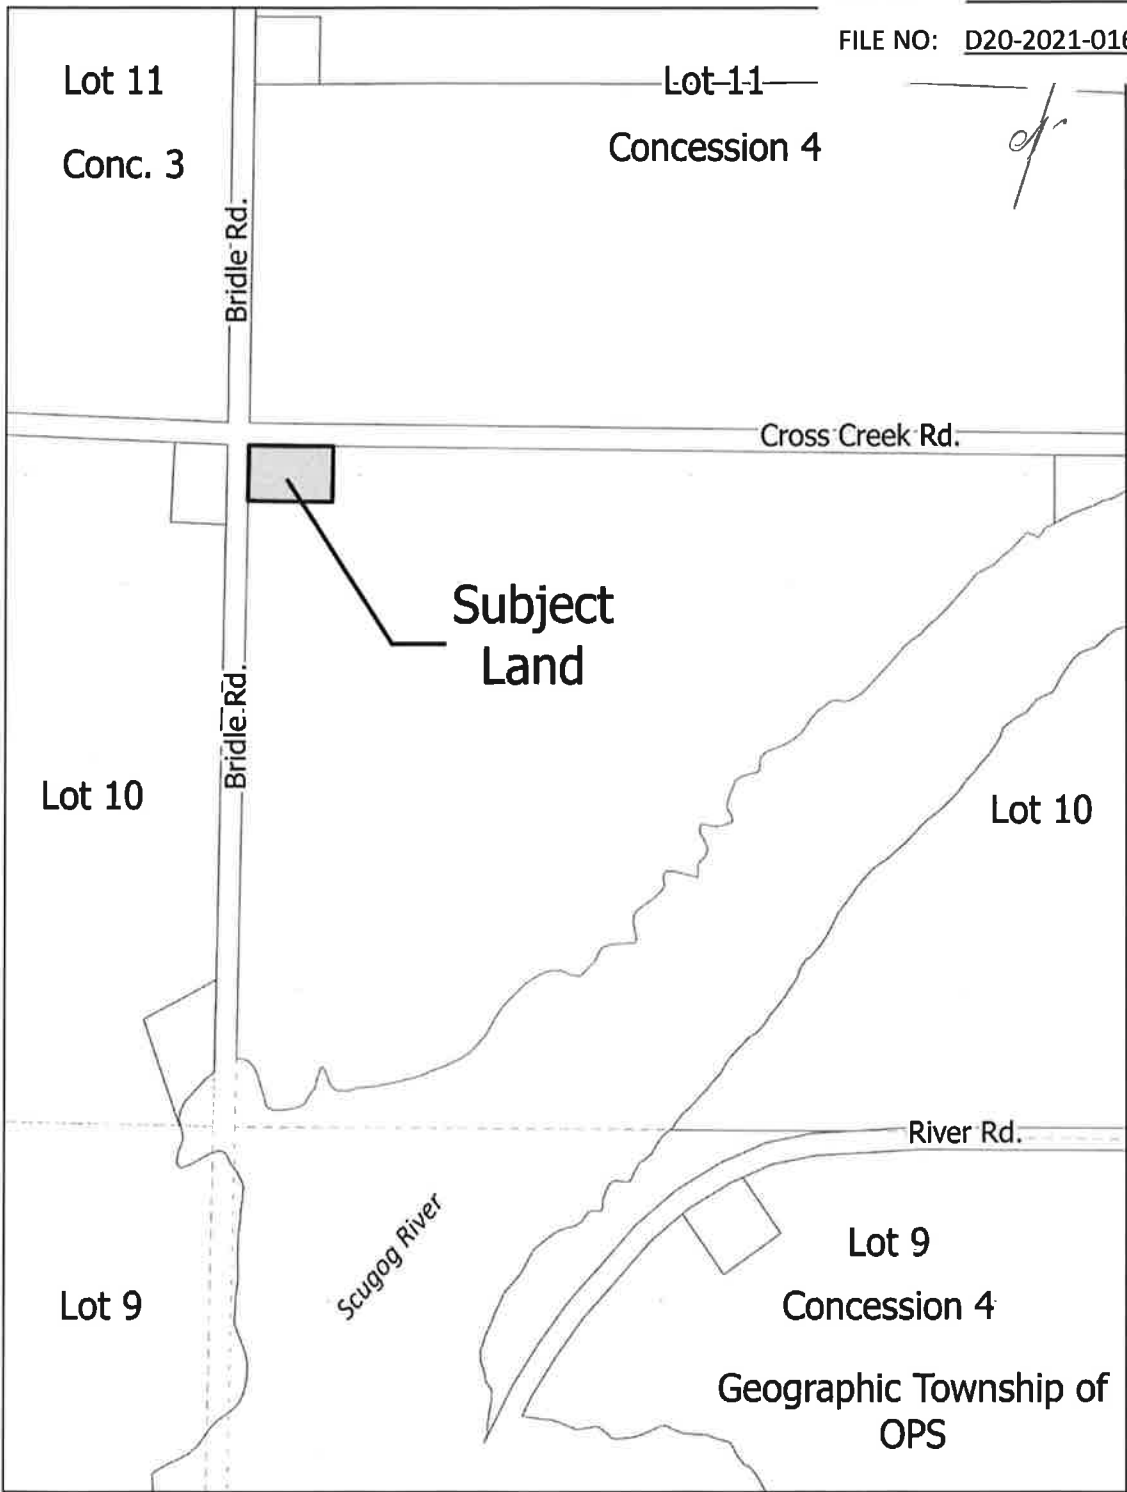 FILE NO: D20-2021-016
Lot 11
Conc. 3
Lot 11
Concession 4
Bridle Rd.
Cross Creek Rd.
Subject
Land
Bridle Rd.
Lot 10
Lot 10
River Rd.
Scugog River
Lot 9
Lot 9
Concession 4
Geographic Township of
OPS